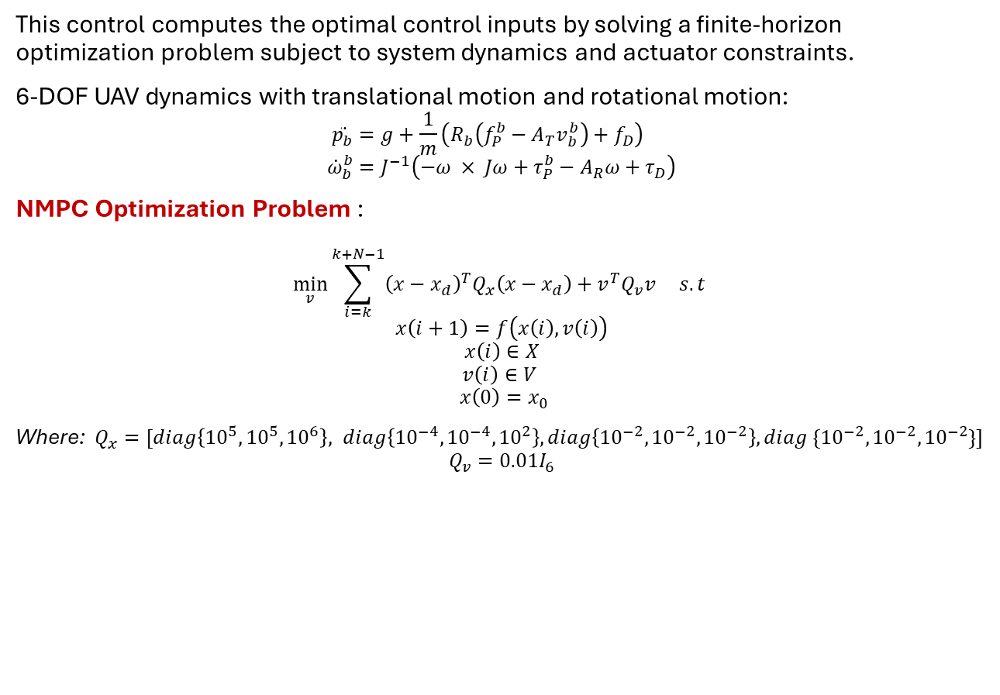 This control computes the optimal control inputs by solving a finite-horizon
optimization problem subject to system dynamics and actuator constraints.
6-DOF UAV dynamics with translational motion and rotational motion:
$\ddot{p_b} = g + \frac{1}{m}\left(R_b\left(f_P^b - A_T v_b^b\right) + f_D\right)$
$\dot{\omega}_b^b = J^{-1}\left(-\omega \times J\omega + \tau_P^b - A_R\omega + \tau_D\right)$
NMPC Optimization Problem :
$\min_{v} \sum_{i=k}^{k+N-1} (x - x_d)^T Q_x (x - x_d) + v^T Q_v v \quad s.t$
$x(i + 1) = f(x(i), v(i))$
$x(i) \in X$
$v(i) \in V$
$x(0) = x_0$
Where: $Q_x = [diag\{10^5, 10^5, 10^6\}, diag\{10^{-4}, 10^{-4}, 10^2\}, diag\{10^{-2}, 10^{-2}, 10^{-2}\}, diag \{10^{-2}, 10^{-2}, 10^{-2}\}]$
$Q_v = 0.01I_6$